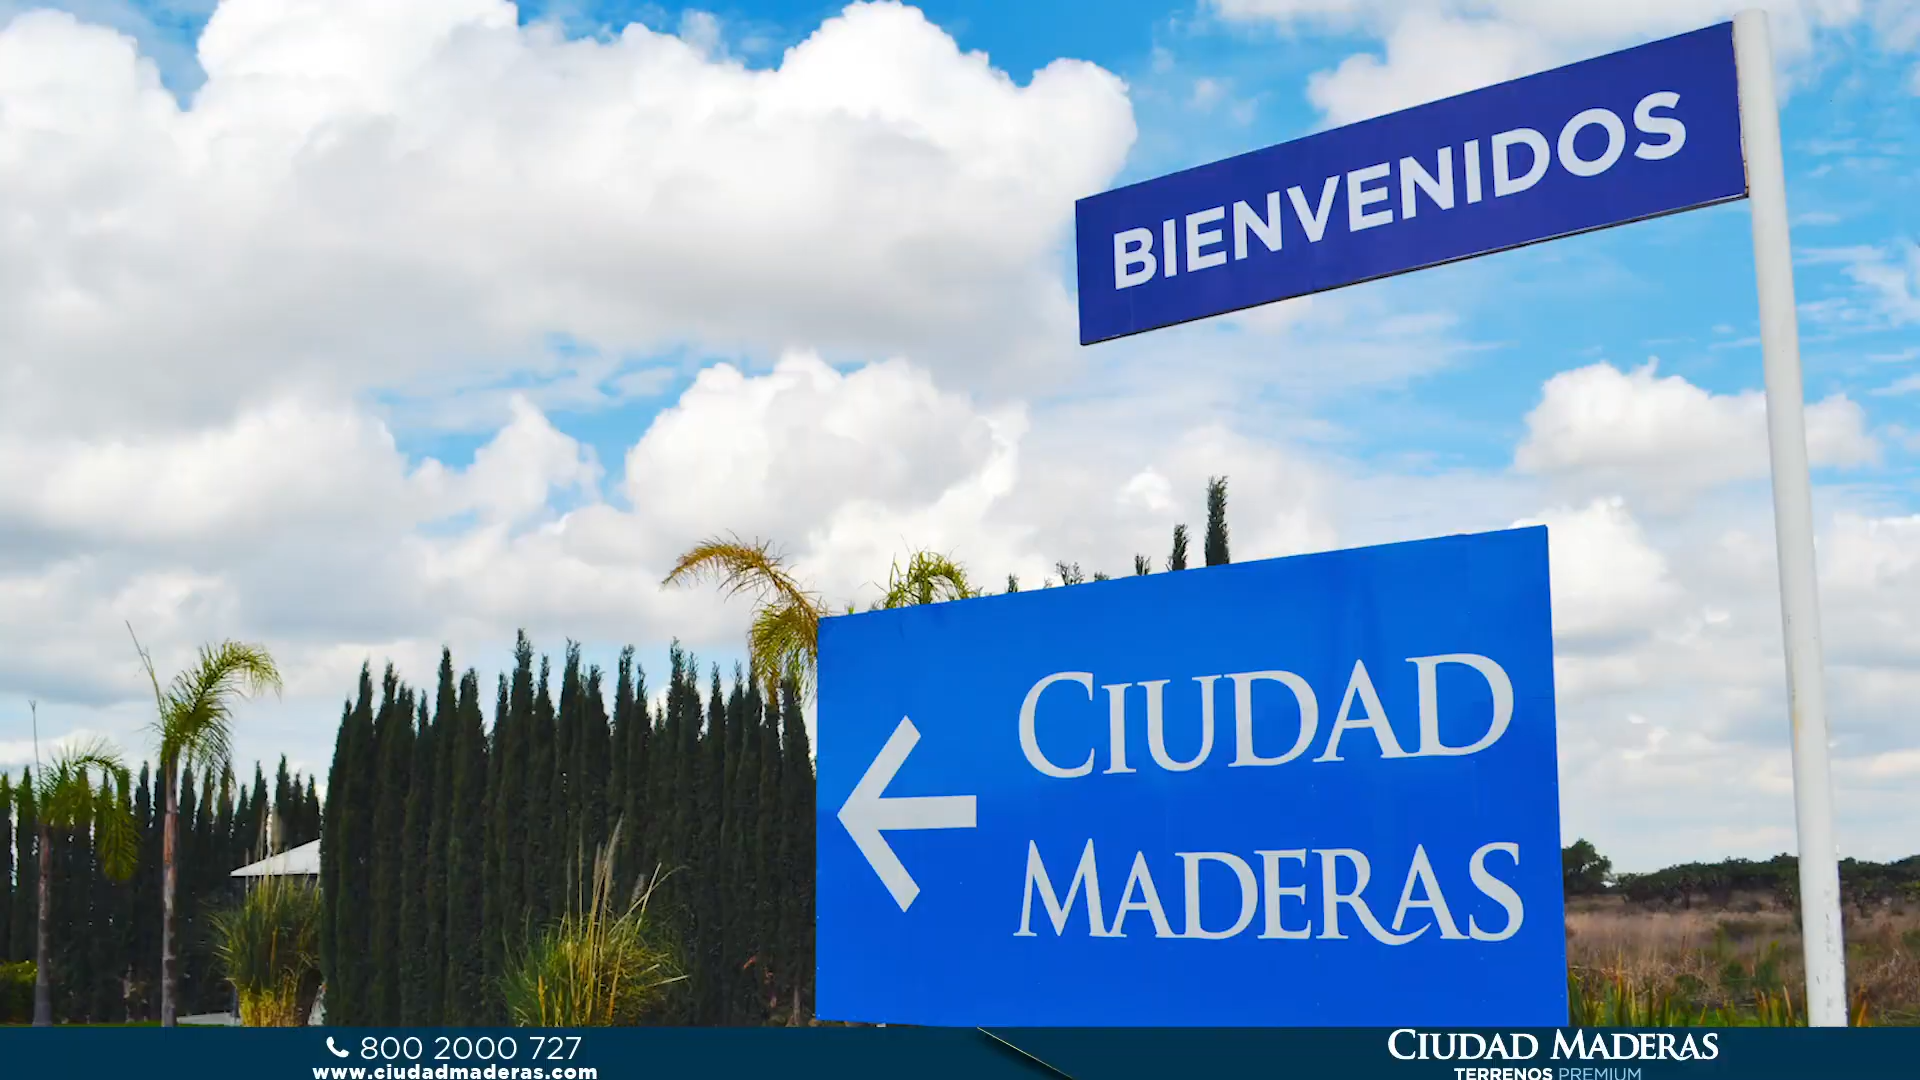 BIENVENIDOS
CIUDAD
MADERAS
800 2000 727
www.ciudadmaderas.com
CIUDAD MADERAS
TERRENOS PREMIUM